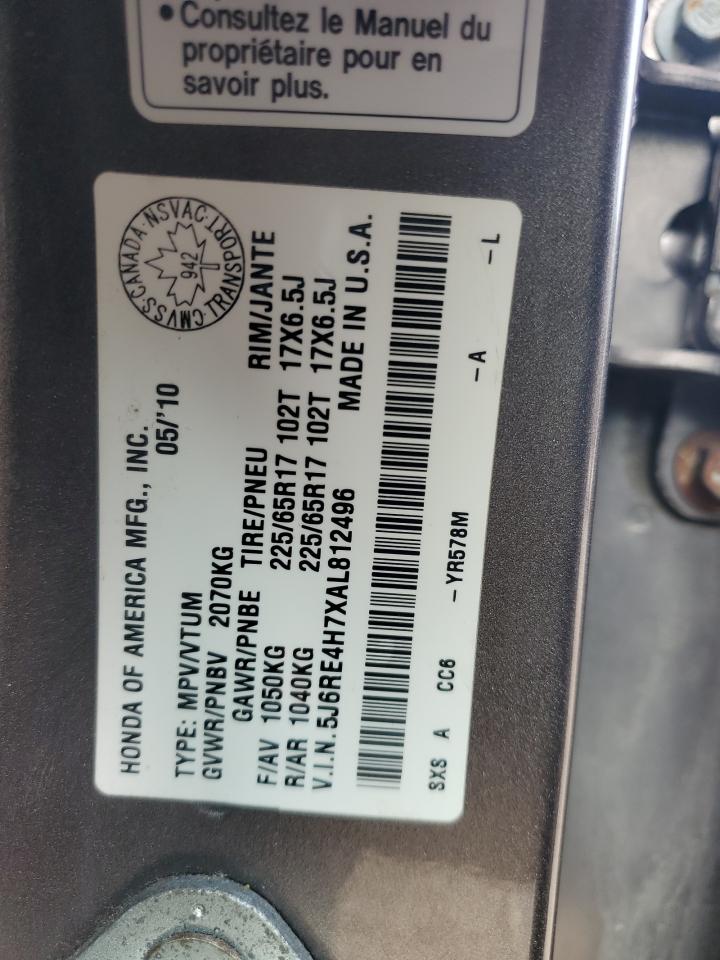 • Consultez le Manuel du
propriétaire pour en
savoir plus.
HONDA OF AMERICA MFG., INC.
05/'10
CMVSS·CANADA·NSVAC·TRANSPORT
942
TYPE: MPV/VTUM
GVWR/PNBV 2070KG
GAWR/PNBE TIRE/PNEU RIM/JANTE
F/AV 1050KG 225/65R17 102T 17X6.5J
R/AR 1040KG 225/65R17 102T 17X6.5J
V.I.N. 5J6RE4H7XAL812496 MADE IN U.S.A.
SXS A CC6 -YR578M -A -L